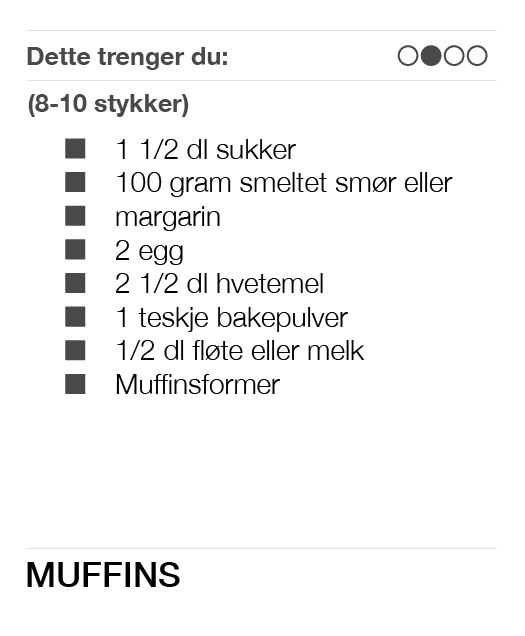 Dette trenger du:
(8-10 stykker)
1 1/2 dl sukker
100 gram smeltet smør eller
margarin
2 egg
2 1/2 dl hvetemel
1 teskje bakepulver
1/2 dl fløte eller melk
Muffinsformer
MUFFINS